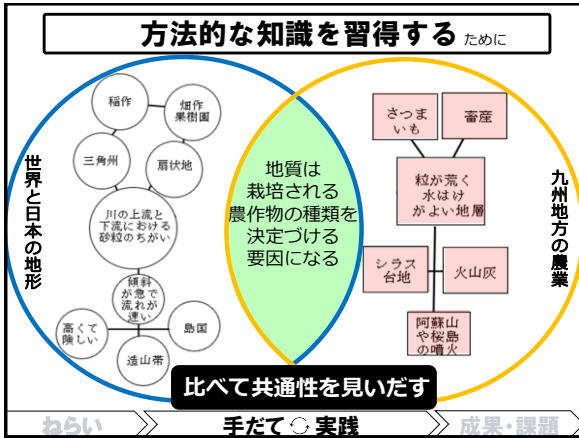 方法的な知識を習得する ために
世界と日本の地形
稲作
畑作
果樹園
三角州
扇状地
川の上流と
下流における
砂粒のちがい
傾斜
が急で
流れが
速い
高くて
険しい
島国
造山帯
地質は
栽培される
農作物の種類を
決定づける
要因になる
さつま
いも
畜産
粒が荒く
水はけ
がよい地層
シラス
台地
火山灰
阿蘇山
や桜島
の噴火
九州地方の農業
比べて共通性を見いだす
ねらい
手だて 実践
成果・課題